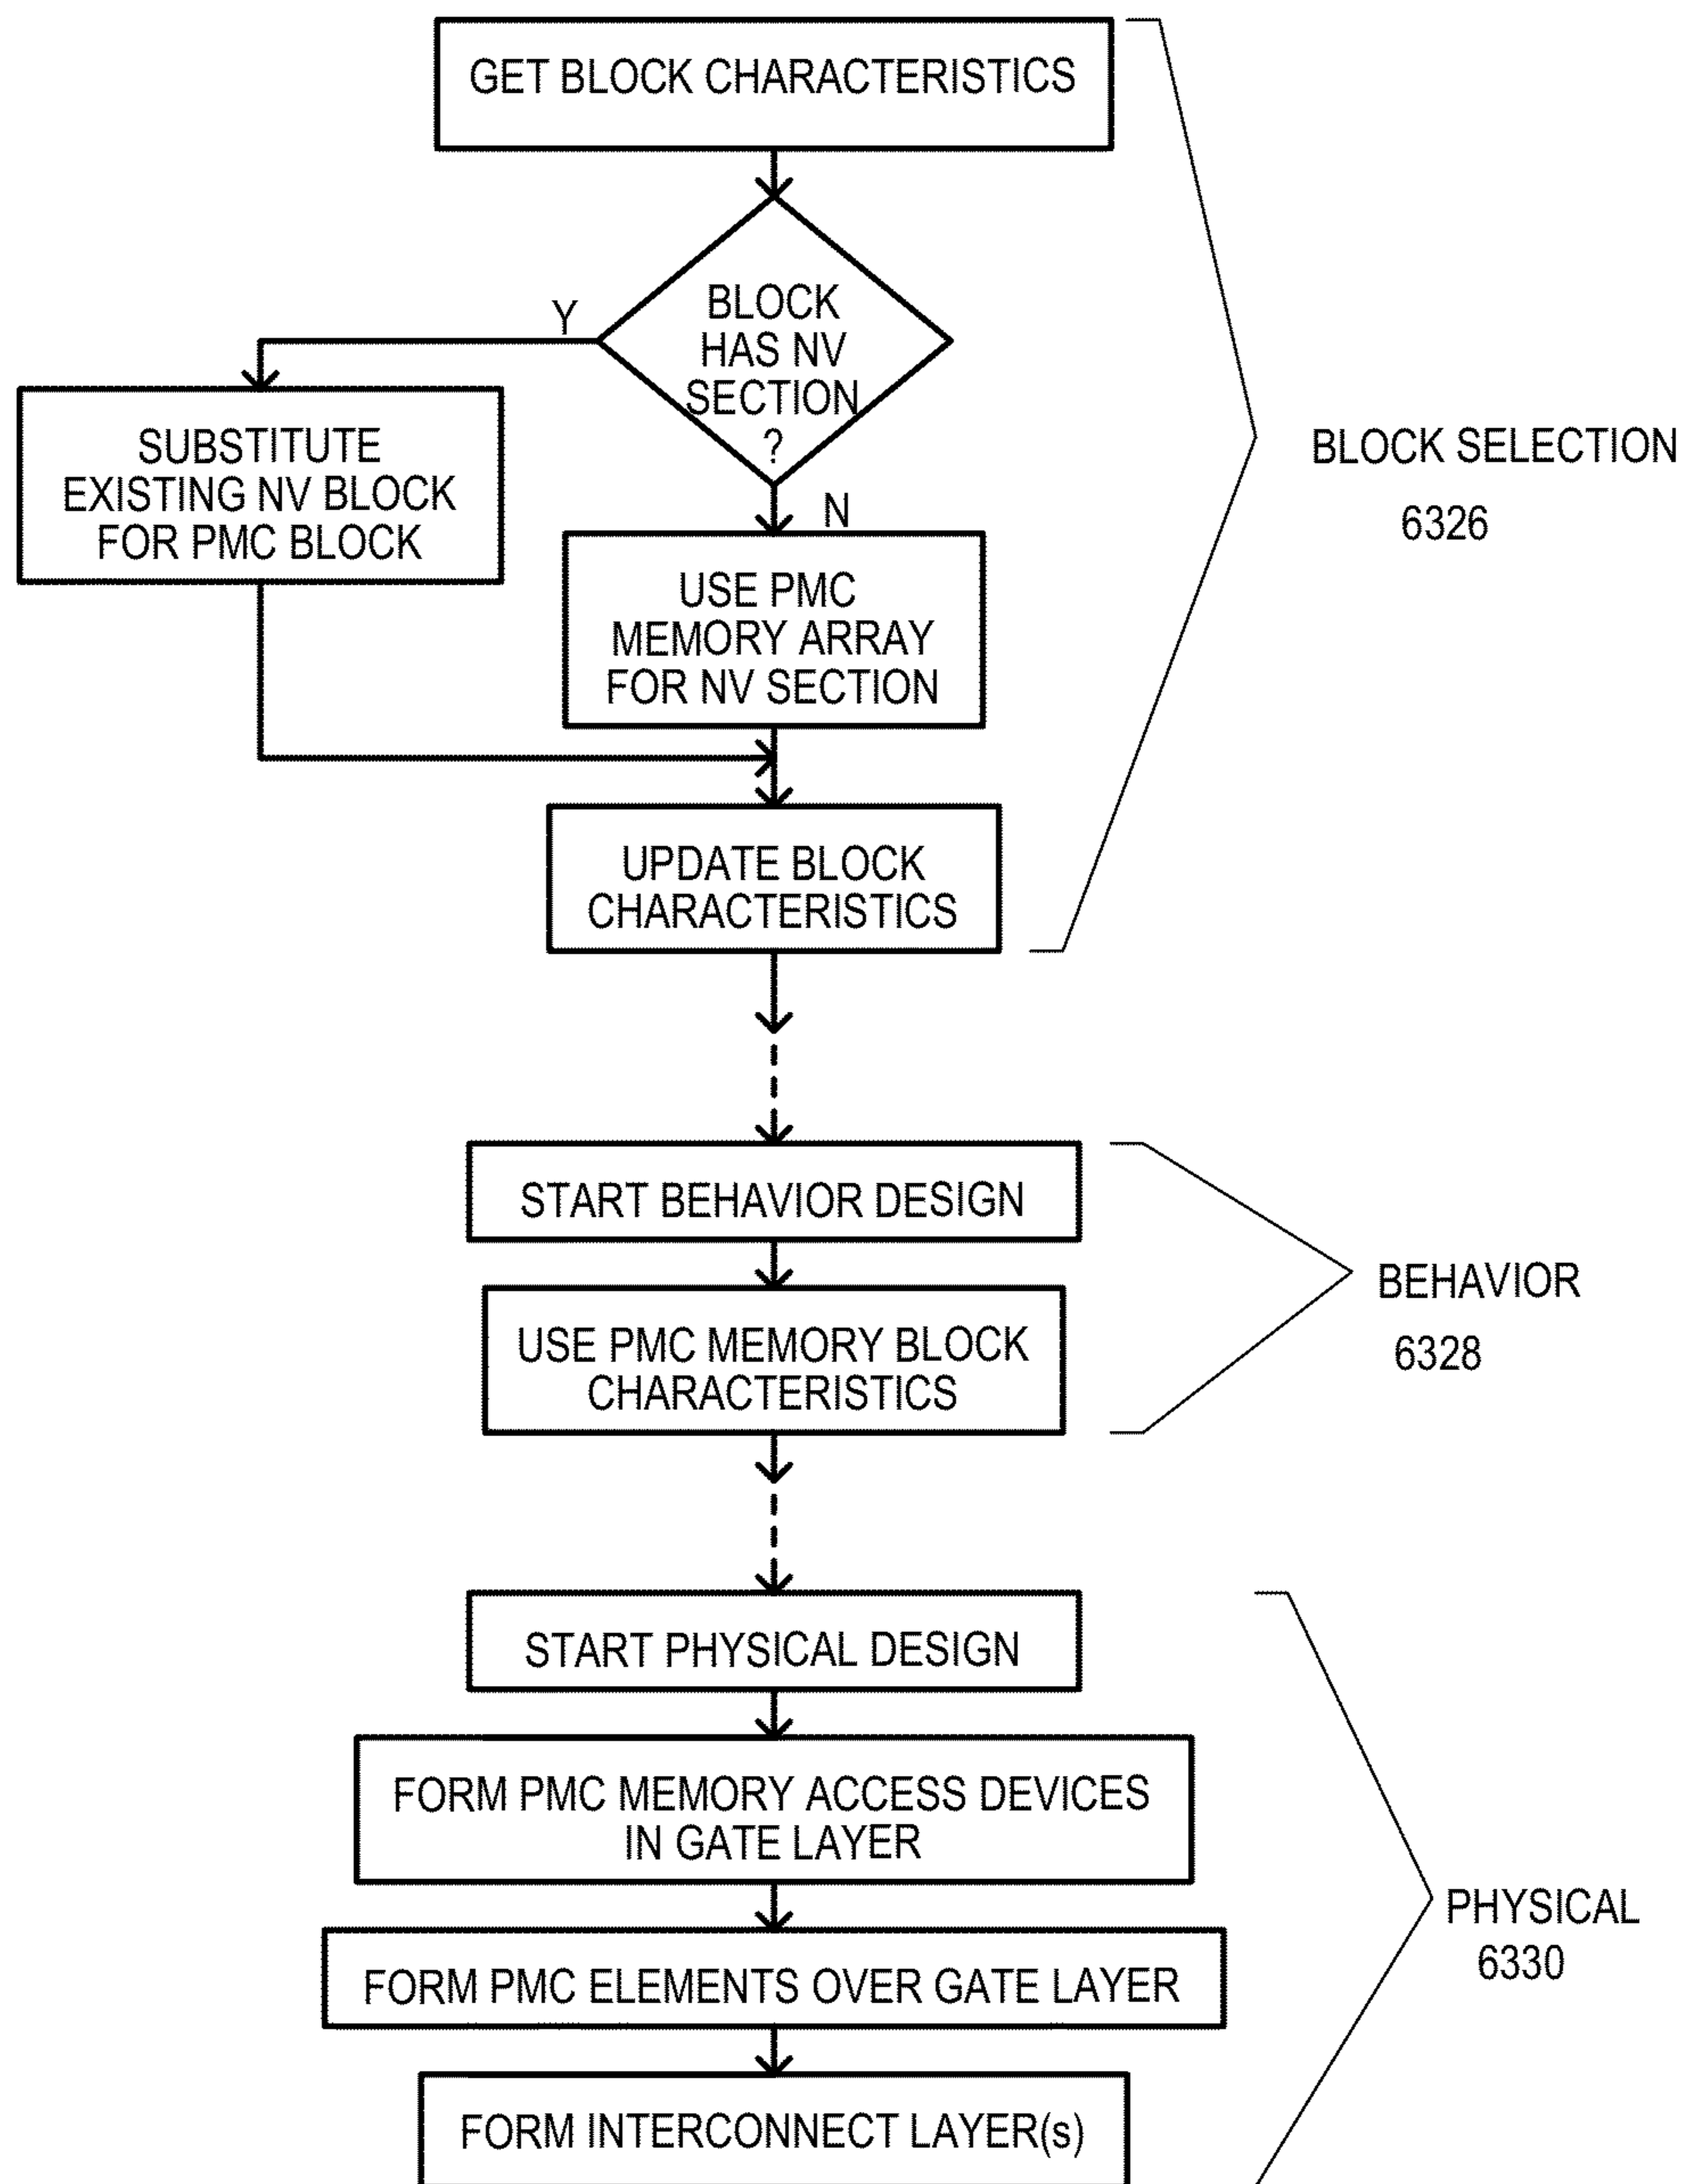 GET BLOCK CHARACTERISTICS
BLOCK
HAS NV
SECTION
?
Y
N
SUBSTITUTE
EXISTING NV BLOCK
FOR PMC BLOCK
USE PMC
MEMORY ARRAY
FOR NV SECTION
UPDATE BLOCK
CHARACTERISTICS
BLOCK SELECTION
6326
START BEHAVIOR DESIGN
USE PMC MEMORY BLOCK
CHARACTERISTICS
BEHAVIOR
6328
START PHYSICAL DESIGN
FORM PMC MEMORY ACCESS DEVICES
IN GATE LAYER
FORM PMC ELEMENTS OVER GATE LAYER
FORM INTERCONNECT LAYER(s)
PHYSICAL
6330